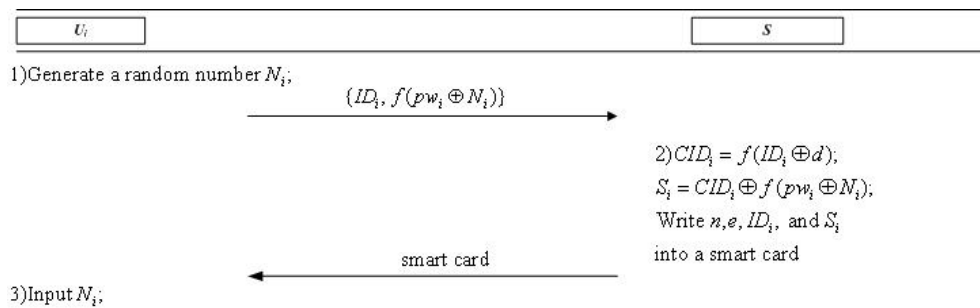 U_i S
1)Generate a random number N_i;
{ID_i, f(pw_i ⊕ N_i)}
2)CID_i = f(ID_i ⊕ d);
S_i = CID_i ⊕ f(pw_i ⊕ N_i);
Write n,e, ID_i, and S_i
into a smart card
smart card
3)Input N_i;